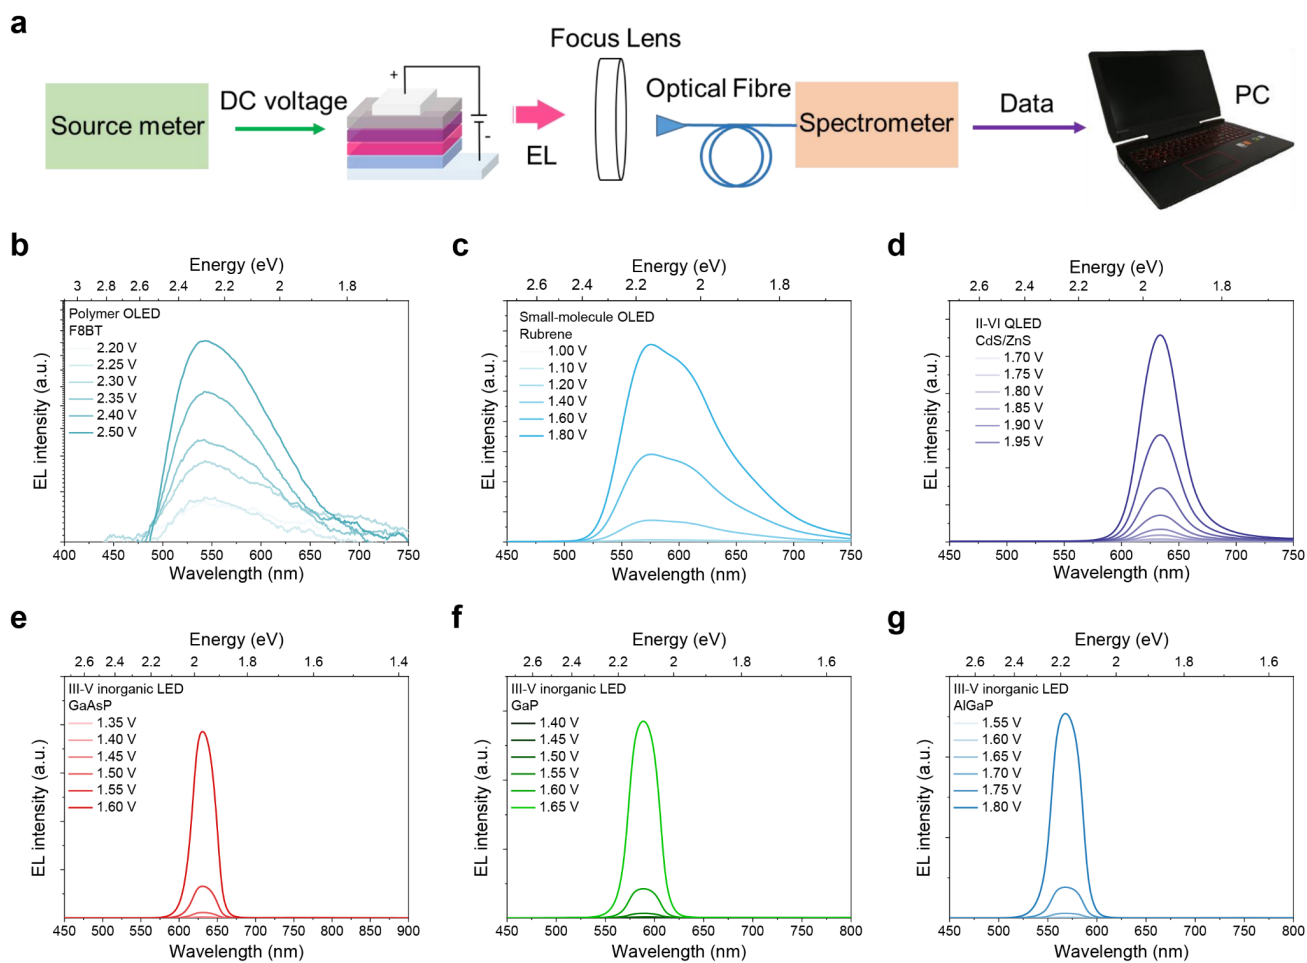 a
Focus Lens
Source meter
DC voltage
+
-
EL
Optical Fibre
Spectrometer
Data
PC
b
Energy (eV)
3 2.8 2.6 2.4 2.2 2 1.8
Polymer OLED
F8BT
2.20 V
2.25 V
2.30 V
2.35 V
2.40 V
2.50 V
EL intensity (a.u.)
400 450 500 550 600 650 700 750
Wavelength (nm)
c
Energy (eV)
2.6 2.4 2.2 2 1.8
Small-molecule OLED
Rubrene
1.00 V
1.10 V
1.20 V
1.40 V
1.60 V
1.80 V
EL intensity (a.u.)
450 500 550 600 650 700 750
Wavelength (nm)
d
Energy (eV)
2.6 2.4 2.2 2 1.8
II-VI QLED
CdS/ZnS
1.70 V
1.75 V
1.80 V
1.85 V
1.90 V
1.95 V
EL intensity (a.u.)
450 500 550 600 650 700 750
Wavelength (nm)
e
Energy (eV)
2.6 2.4 2.2 2 1.8 1.6 1.4
III-V inorganic LED
GaAsP
1.35 V
1.40 V
1.45 V
1.50 V
1.55 V
1.60 V
EL intensity (a.u.)
450 500 550 600 650 700 750 800 850 900
Wavelength (nm)
f
Energy (eV)
2.6 2.4 2.2 2 1.8 1.6
III-V inorganic LED
GaP
1.40 V
1.45 V
1.50 V
1.55 V
1.60 V
1.65 V
EL intensity (a.u.)
450 500 550 600 650 700 750 800
Wavelength (nm)
g
Energy (eV)
2.6 2.4 2.2 2 1.8 1.6
III-V inorganic LED
AlGaP
1.55 V
1.60 V
1.65 V
1.70 V
1.75 V
1.80 V
EL intensity (a.u.)
450 500 550 600 650 700 750 800
Wavelength (nm)